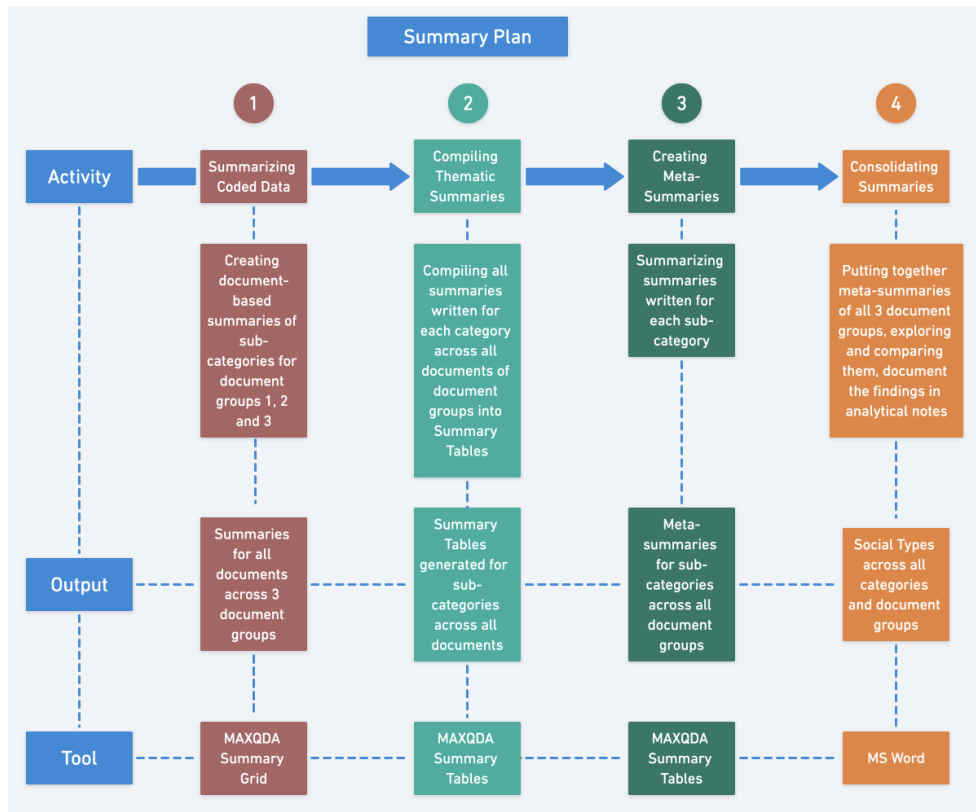 Summary Plan
1
2
3
4
Activity
Summarizing
Coded Data
Compiling
Thematic
Summaries
Creating
Meta-
Summaries
Consolidating
Summaries
Creating
document-
based
summaries of
sub-
categories for
document
groups 1, 2
and 3
Compiling all
summaries
written for
each category
across all
documents of
document
groups into
Summary
Tables
Summarizing
summaries
written for
each sub-
category
Putting together
meta-summaries
of all 3 document
groups, exploring
and comparing
them, document
the findings in
analytical notes
Output
Summaries
for all
documents
across 3
document
groups
Summary
Tables
generated for
sub-
categories
across all
documents
Meta-
summaries
for sub-
categories
across all
document
groups
Social Types
across all
categories
and document
groups
Tool
MAXQDA
Summary
Grid
MAXQDA
Summary
Tables
MAXQDA
Summary
Tables
MS Word